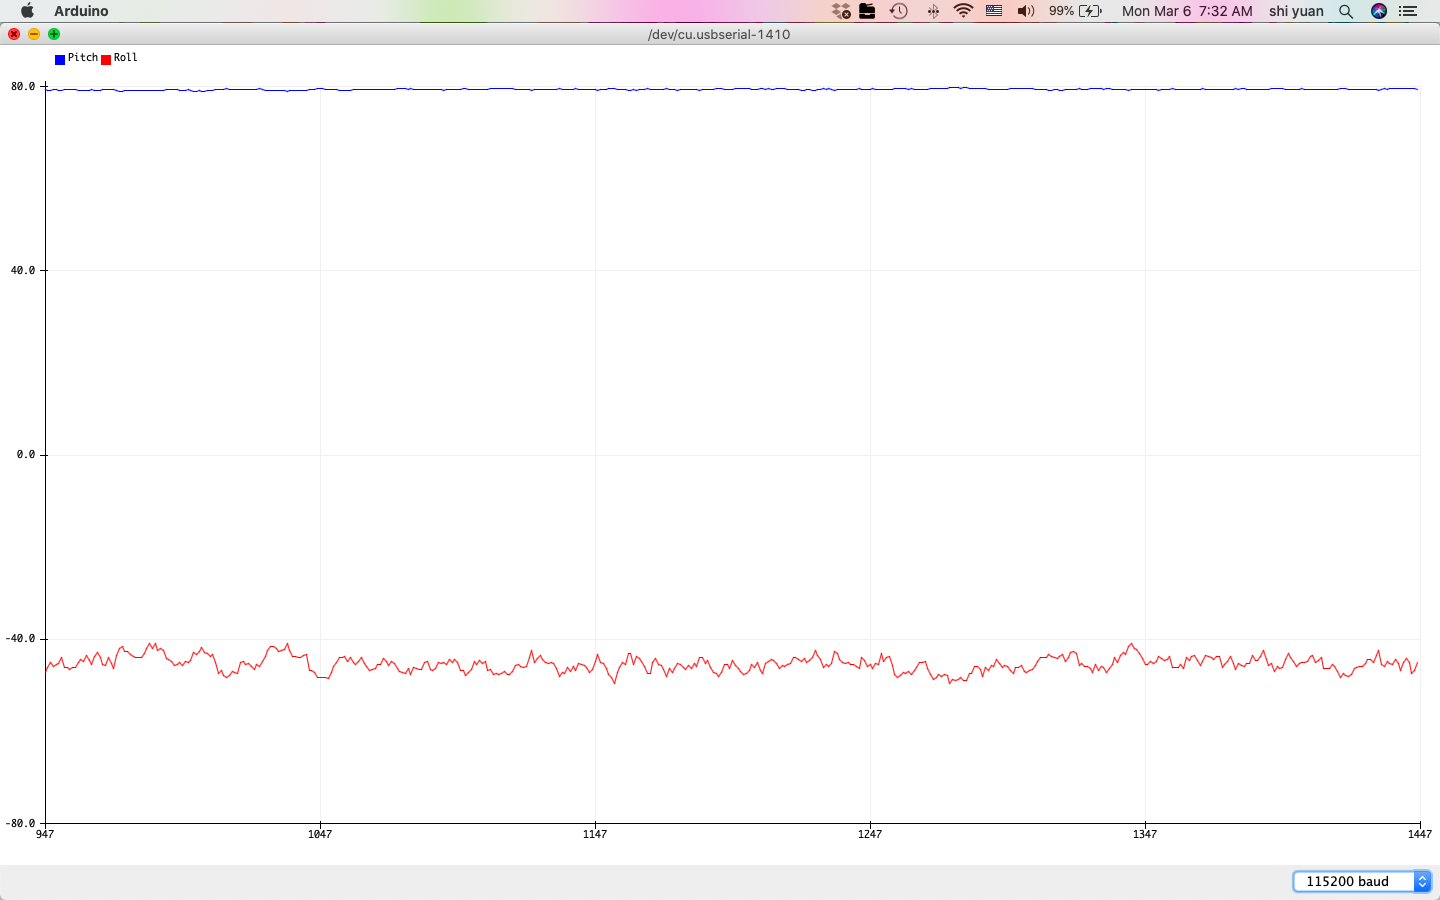 Arduino 99% Mon Mar 6 7:32 AM shi yuan
/dev/cu.usbserial-1410
Pitch Roll
80.0
40.0
0.0
-40.0
-80.0
947 1047 1147 1247 1347 1447
115200 baud